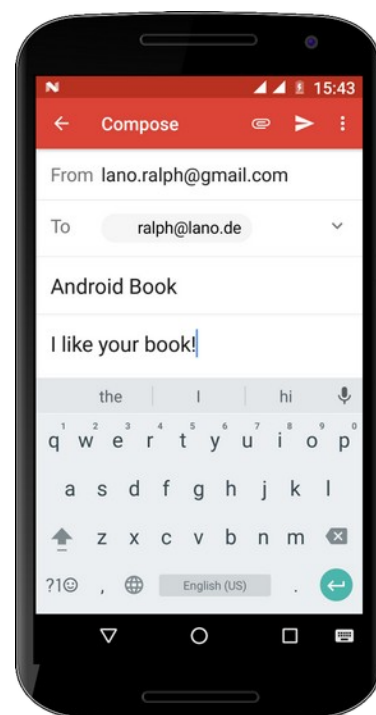 N 15:43
Compose
From lano.ralph@gmail.com
To ralph@lano.de
Android Book
I like your book!
the I hi
1 2 3 4 5 6 7 8 9 0
q w e r t y u i o p
a s d f g h j k l
z x c v b n m
?1☺ , English (US) .